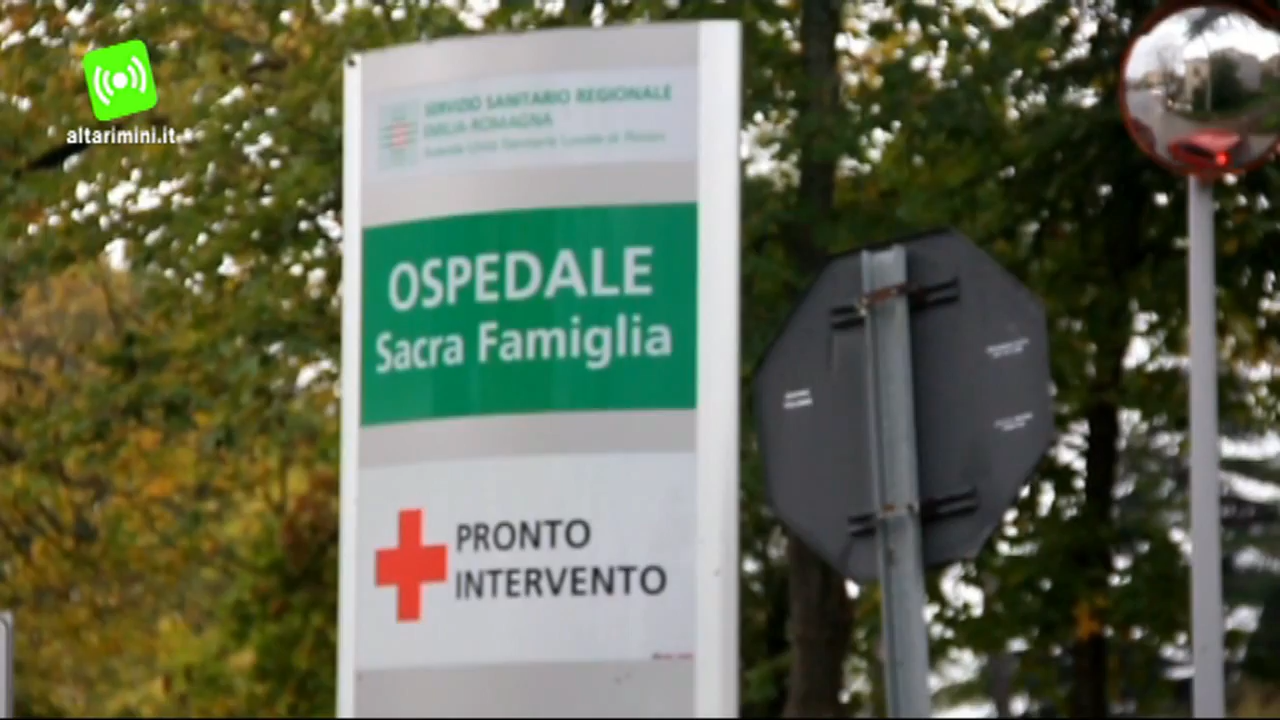 altarimini.it
SERVIZIO SANITARIO REGIONALE
EMILIA-ROMAGNA
OSPEDALE
Sacra Famiglia
PRONTO
INTERVENTO